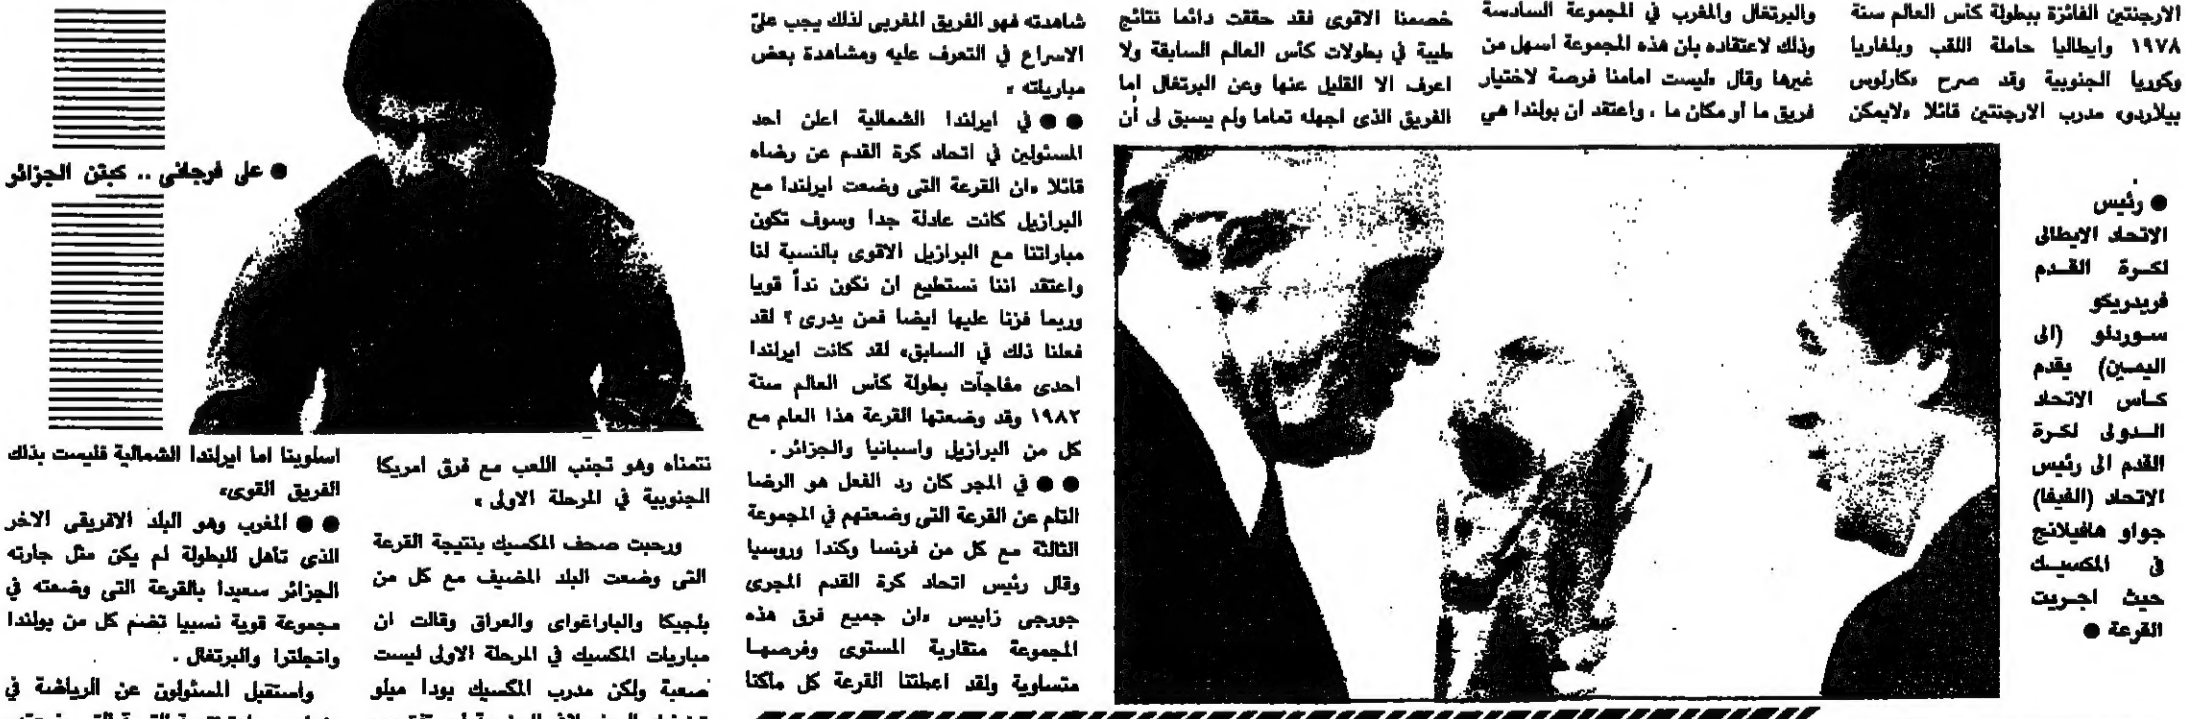 الارجنتين الفائزة ببطولة كأس العالم سنة
١٩٧٨ وايطاليا حاملة اللقب وبلغاريا
وكوريا الجنوبية وقد صرح «كارلوس
بيلاردو» مدرب الارجنتين قائلا «لايمكن
والبرتغال والمغرب في المجموعة السادسة
وذلك لاعتقاده بان هذه المجموعة اسهل من
غيرها وقال «ليست امامنا فرصة لاختيار
فريق ما أو مكان ما ، واعتقد ان بولندا هي
خصمنا الاقوى فقد حققت دائما نتائج
طيبة في بطولات كأس العالم السابقة ولا
اعرف الا القليل عنها وعن البرتغال اما
الفريق الذى اجهله تماما ولم يسبق لى أن
شاهدته فهو الفريق المغربى لذلك يجب علىّ
الاسراع في التعرف عليه ومشاهدة بعض
مبارياته »
●● في ايرلندا الشمالية اعلن احد
المسئولين في اتحاد كرة القدم عن رضاه
قائلا «ان القرعة التى وضعت ايرلندا مع
البرازيل كانت عادلة جدا وسوف تكون
مباراتنا مع البرازيل الاقوى بالنسبة لنا
واعتقد اننا نستطيع ان نكون نداً قويا
وربما فزنا عليها ايضا فمن يدرى ؟ لقد
فعلنا ذلك في السابق» لقد كانت ايرلندا
احدى مفاجآت بطولة كأس العالم سنة
١٩٨٢ وقد وضعتها القرعة هذا العام مع
كل من البرازيل واسبانيا والجزائر .
●● في المجر كان رد الفعل هو الرضا
التام عن القرعة التى وضعتهم في المجموعة
الثالثة مع كل من فرنسا وكندا وروسيا
وقال رئيس اتحاد كرة القدم المجرى
جورجى زابيس «ان جميع فرق هذه
المجموعة متقاربة المستوى وفرصها
متساوية ولقد اعطتنا القرعة كل ماكنا
نتمناه وهو تجنب اللعب مع فرق امريكا
الجنوبية في المرحلة الاولى »
ورحبت صحف المكسيك بنتيجة القرعة
التى وضعت البلد المضيف مع كل من
بلجيكا والباراغواى والعراق وقالت ان
مباريات المكسيك في المرحلة الاولى ليست
صعبة ولكن مدرب المكسيك بودا ميلو
اسلوبنا اما ايرلندا الشمالية فليست بذلك
الفريق القوى»
●● المغرب وهو البلد الافريقى الاخر
الذى تأهل للبطولة لم يكن مثل جارته
الجزائر سعيدا بالقرعة التى وضعته في
مجموعة قوية نسبيا تضم كل من بولندا
وانجلترا والبرتغال .
واستقبل المسئولون عن الرياضة في
● على فرجانى .. كبتن الجزائر
● رئيس
الاتحاد الايطالى
لكرة القدم
فريدريكو
سوردلو (الى
اليمين) يقدم
كأس الاتحاد
الدولى لكرة
القدم الى رئيس
الاتحاد (الفيفا)
جواو هافيلانج
في المكسيك
حيث اجريت
القرعة ●